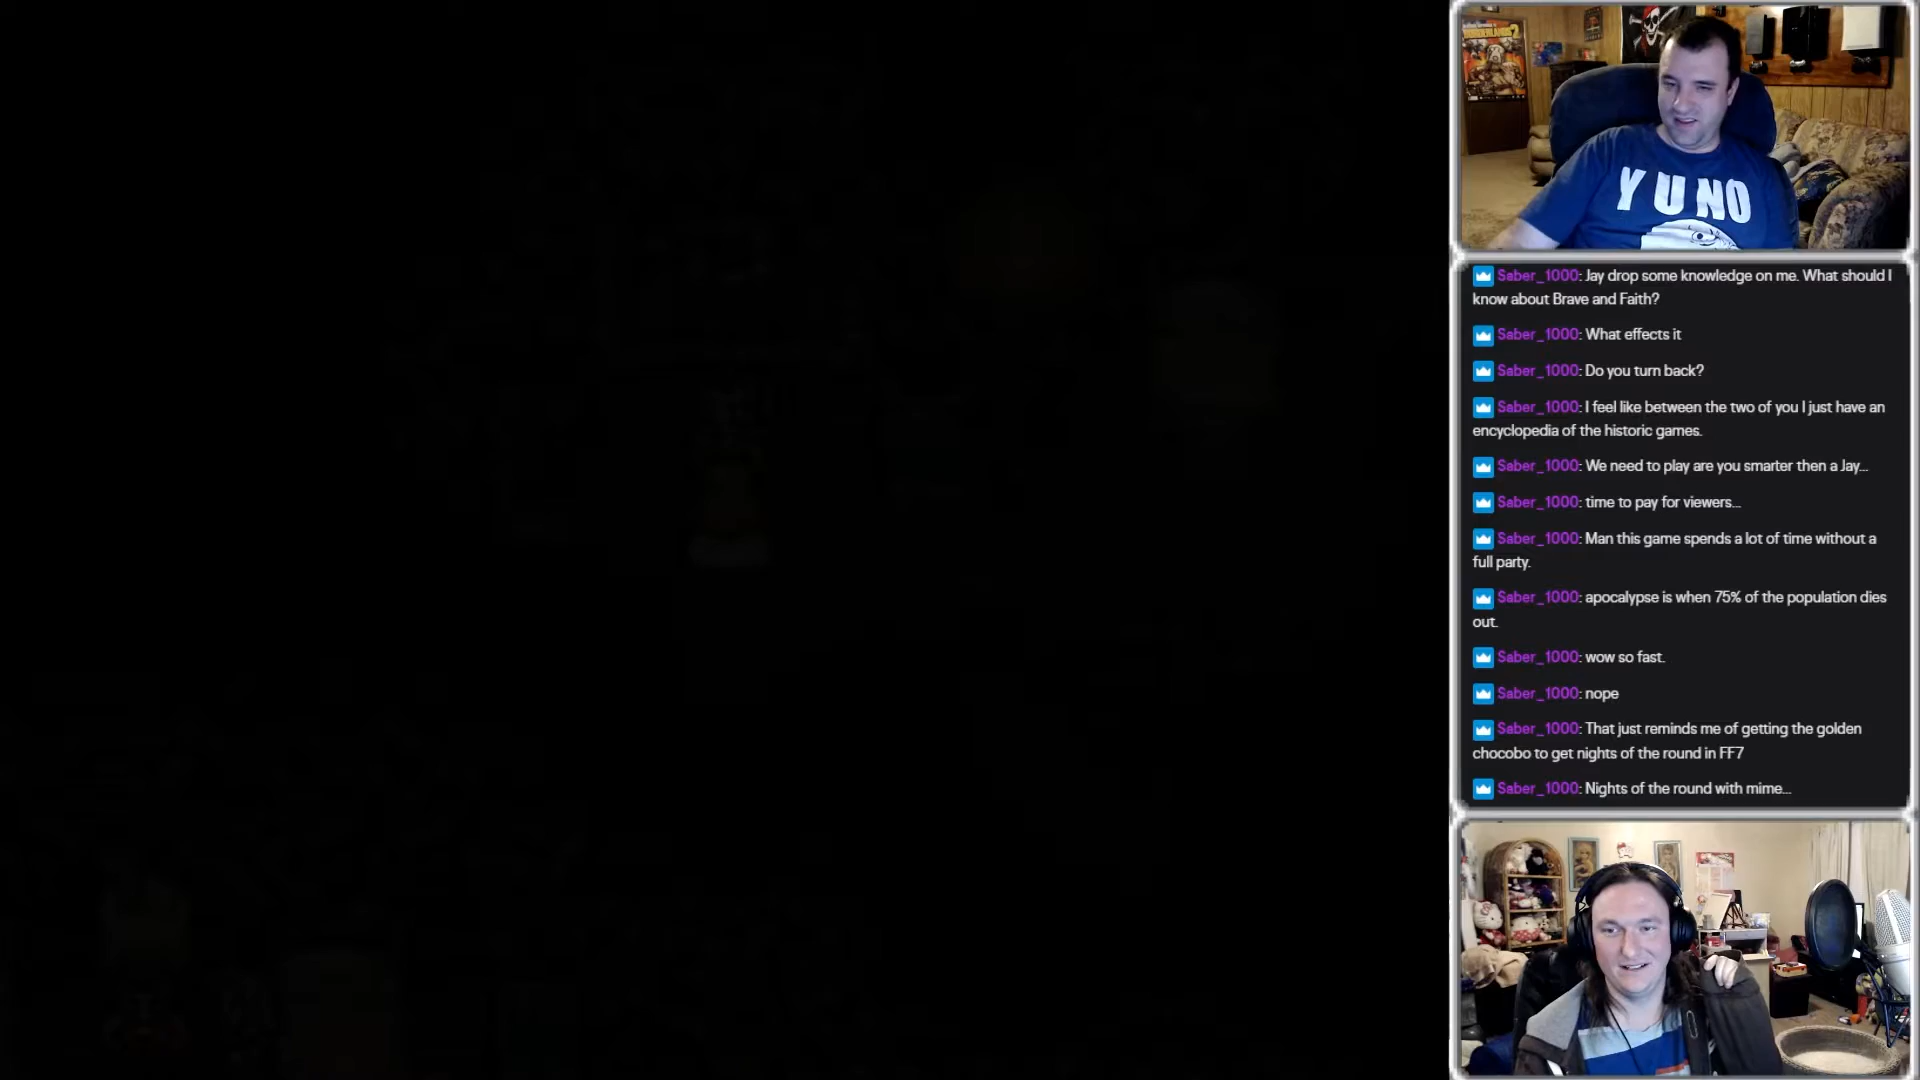 BORDERLANDS 2
Y U NO
Saber_1000: Jay drop some knowledge on me. What should I
know about Brave and Faith?
Saber_1000: What effects it
Saber_1000: Do you turn back?
Saber_1000: I feel like between the two of you I just have an
encyclopedia of the historic games.
Saber_1000: We need to play are you smarter then a Jay...
Saber_1000: time to pay for viewers...
Saber_1000: Man this game spends a lot of time without a
full party.
Saber_1000: apocalypse is when 75% of the population dies
out.
Saber_1000: wow so fast.
Saber_1000: nope
Saber_1000: That just reminds me of getting the golden
chocobo to get nights of the round in FF7
Saber_1000: Nights of the round with mime...